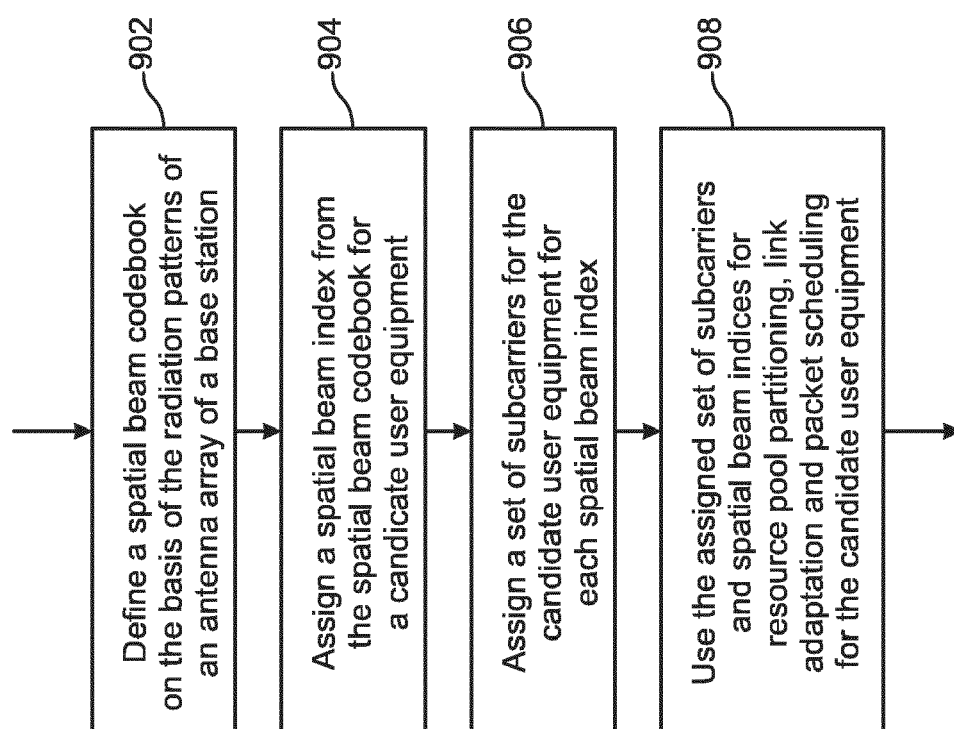 902
Define a spatial beam codebook
on the basis of the radiation patterns of
an antenna array of a base station
904
Assign a spatial beam index from
the spatial beam codebook for
a candicate user equipment
906
Assign a set of subcarriers for the
candidate user equipment for
each spatial beam index
908
Use the assigned set of subcarriers
and spatial beam indices for
resource pool partitioning, link
adaptation and packet scheduling
for the candidate user equipment